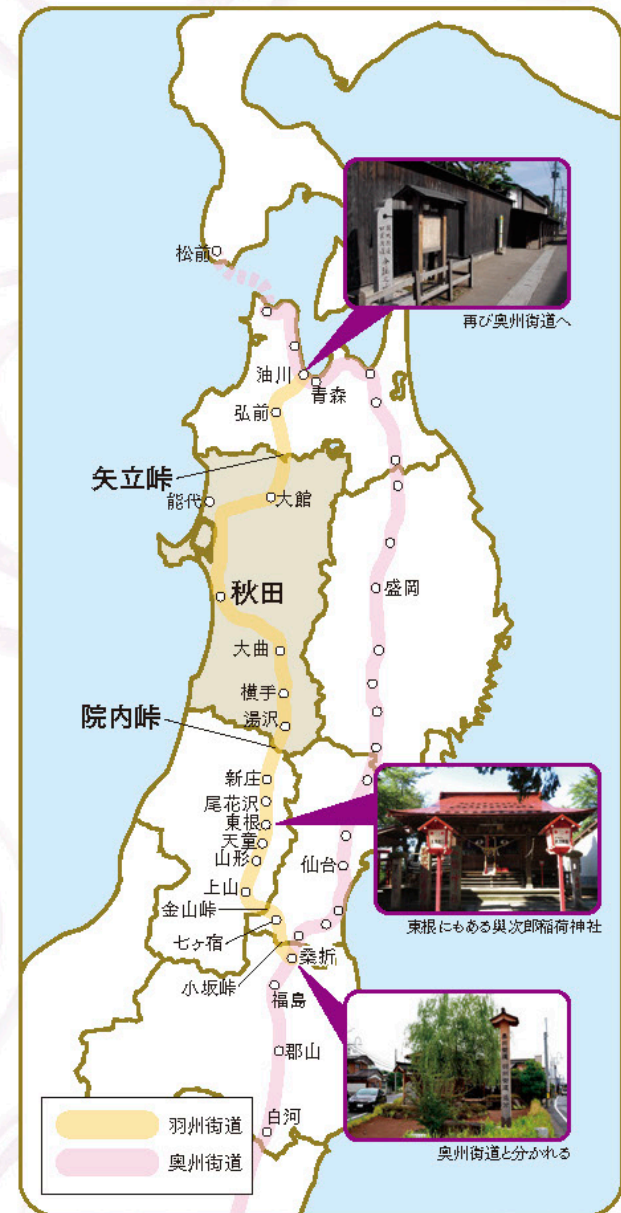 松前
再び奥州街道へ
油川
青森
弘前
矢立峠
能代
大館
秋田
盛岡
大曲
横手
院内峠
湯沢
新庄
尾花沢
東根
天童
山形
仙台
上山
金山峠
東根にもある與次郎稲荷神社
七ヶ宿
桑折
小坂峠
福島
郡山
白河
羽州街道
奥州街道
奥州街道と分かれる